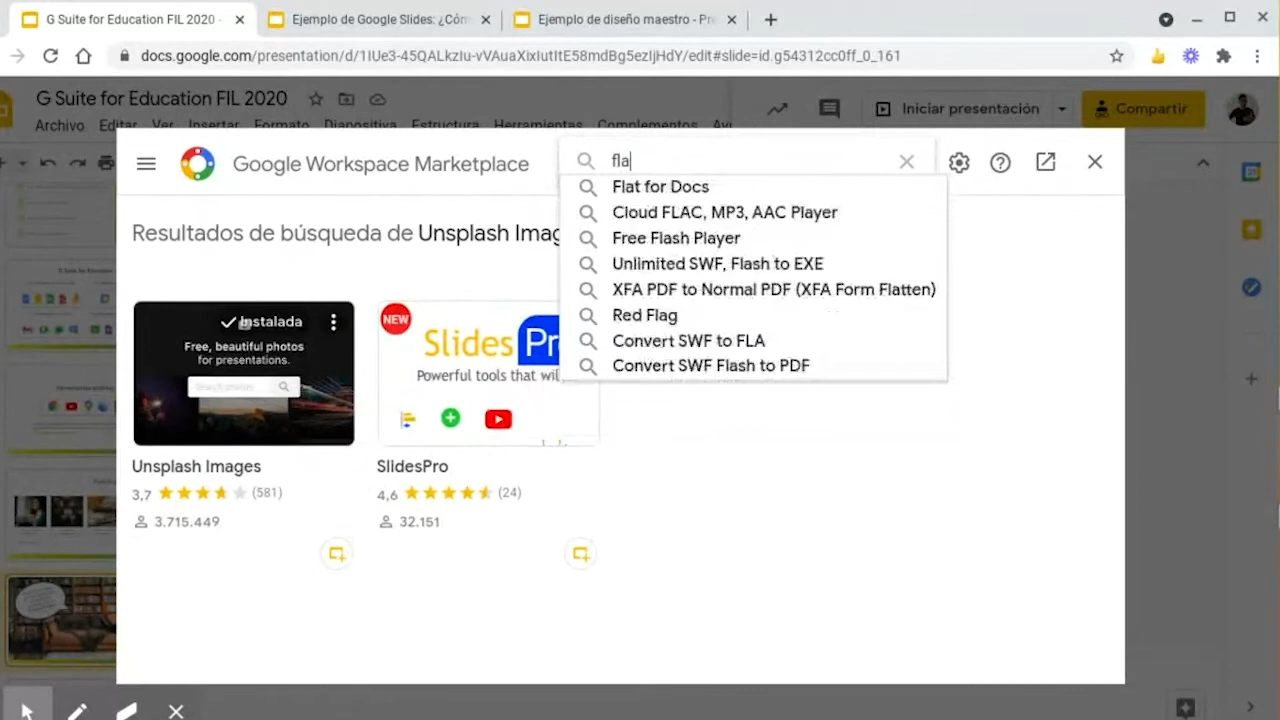 G Suite for Education FIL 2020 -
Ejemplo de Google Slides: ¿Cóm
Ejemplo de diseño maestro - Pre
docs.google.com/presentation/d/1IUe3-45QALkzIu-vVAuaXixIutItE58mdBg5ezIjHdY/edit#slide=id.g54312cc0ff_0_161
G Suite for Education FIL 2020
Iniciar presentación
Compartir
Archivo Editar Ver Insertar Formato Diapositiva Estructura Herramientas Complementos Ay
Google Workspace Marketplace
fla
Flat for Docs
Cloud FLAC, MP3, AAC Player
Free Flash Player
Unlimited SWF, Flash to EXE
XFA PDF to Normal PDF (XFA Form Flatten)
Red Flag
Convert SWF to FLA
Convert SWF Flash to PDF
Resultados de búsqueda de Unsplash Imag
Instalada
Free, beautiful photos
for presentations.
Search photos
NEW
Slides Pr
Powerful tools that wil
Unsplash Images
3,7 (581)
3.715.449
SlidesPro
4,6 (24)
32.151